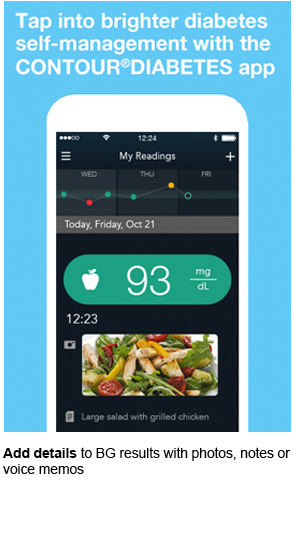 Tap into brighter diabetes
self-management with the
CONTOUR®DIABETES app
12:24
My Readings
WED THU FRI
Today, Friday, Oct 21
93 mg
dL
12:23
Large salad with grilled chicken
Add details to BG results with photos, notes or
voice memos